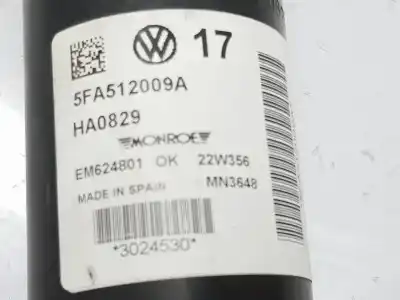 17
5FA512009A
HA0829
MONROE
EM624801 OK 22W356
MADE IN SPAIN MN3648
*3024530*